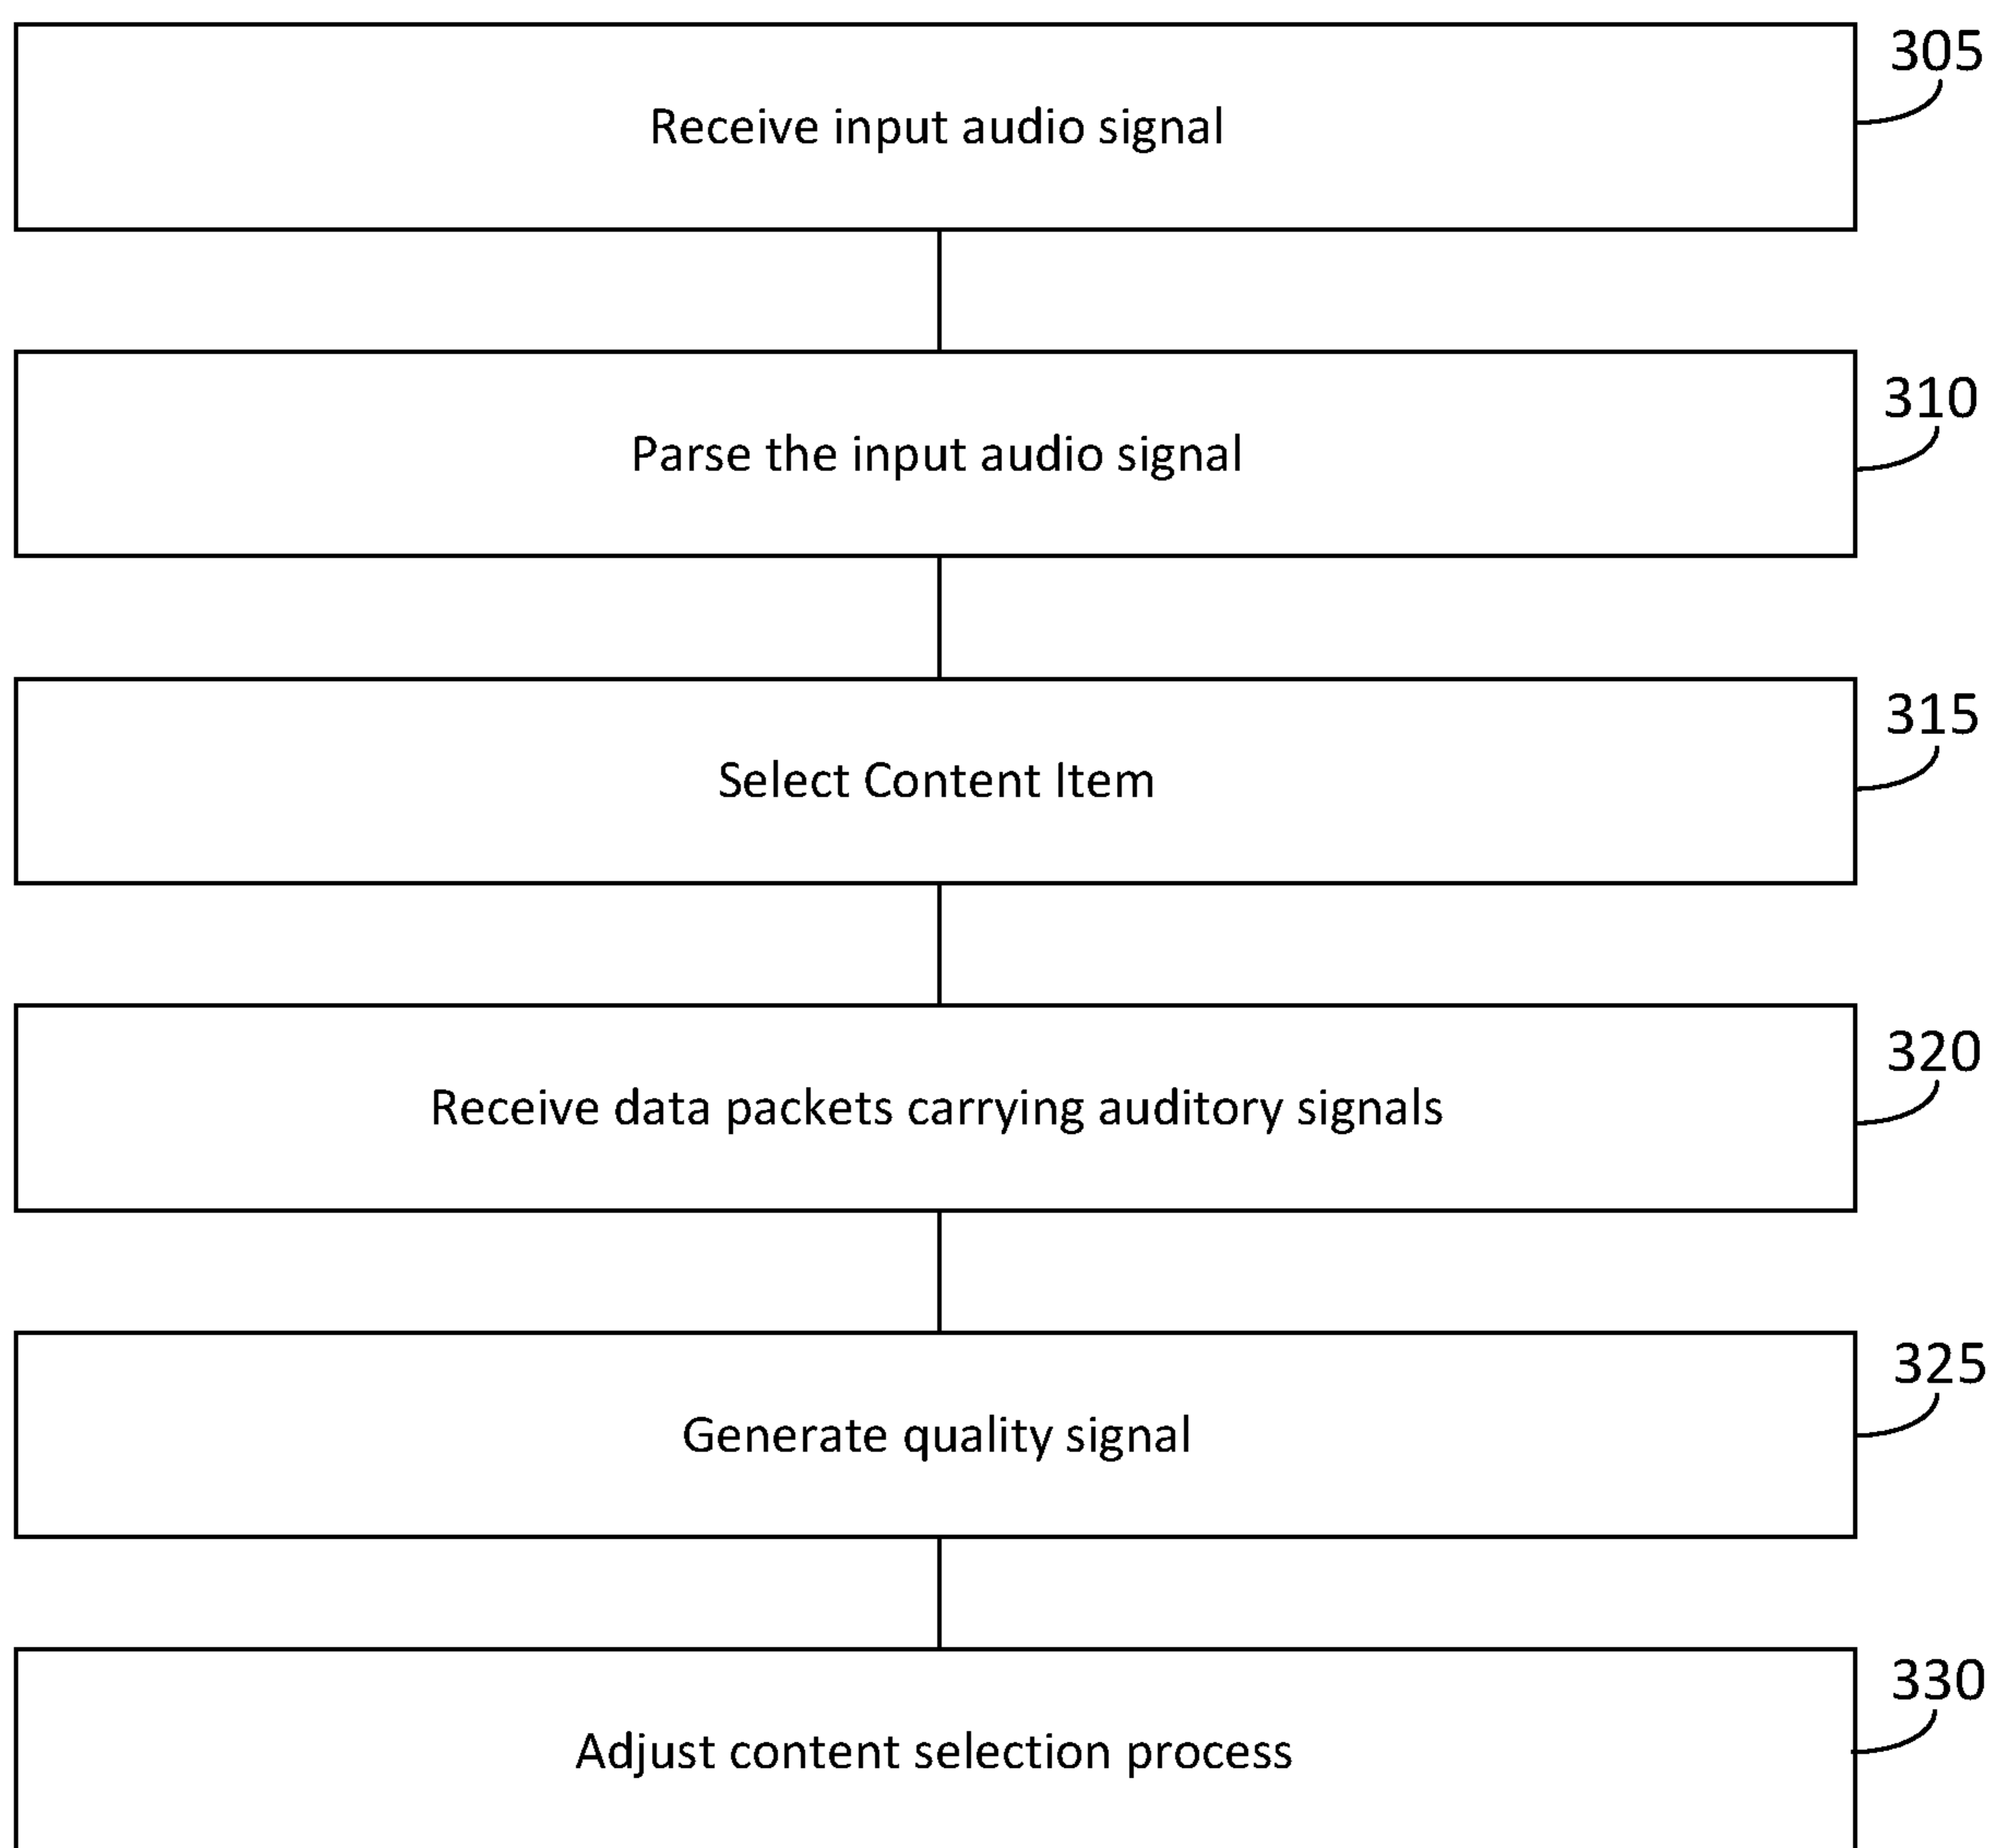 305
Receive input audio signal
310
Parse the input audio signal
315
Select Content Item
320
Receive data packets carrying auditory signals
325
Generate quality signal
330
Adjust content selection process